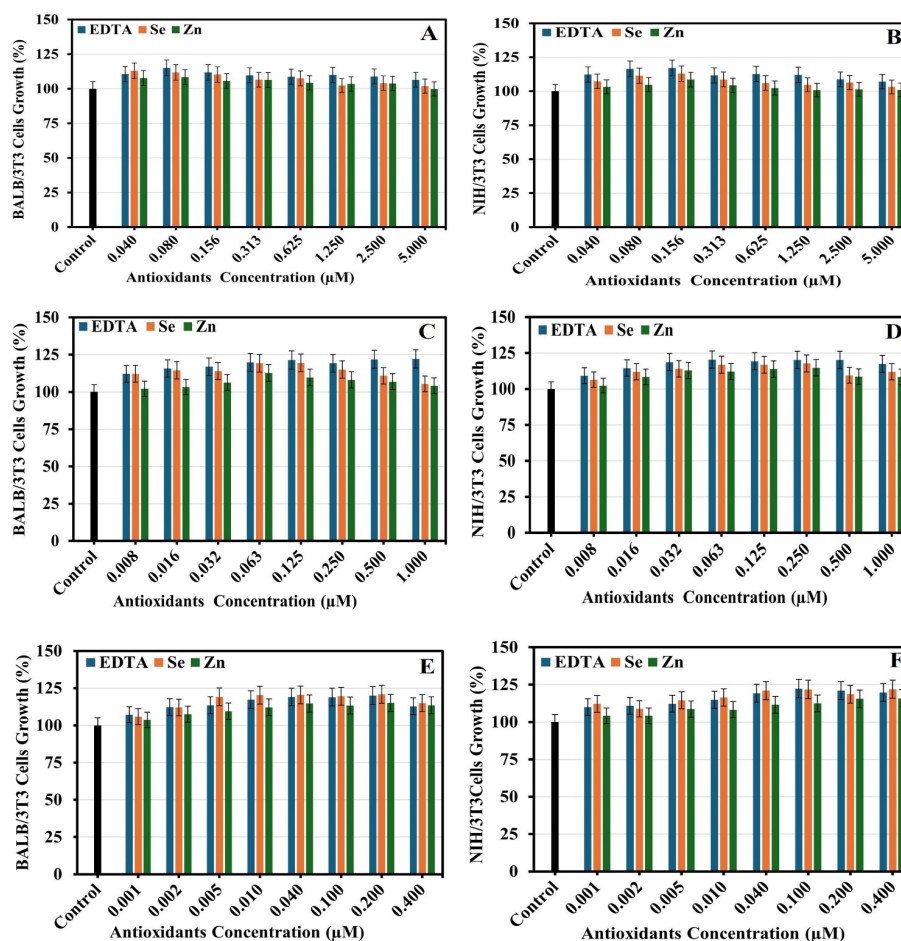 A
EDTA Se Zn
BALB/3T3 Cells Growth (%)
150
125
100
75
50
25
0
Control 0.040 0.080 0.156 0.313 0.625 1.250 2.500 5.000
Antioxidants Concentration (µM)
B
EDTA Se Zn
NIH/3T3 Cells Growth (%)
150
125
100
75
50
25
0
Control 0.040 0.080 0.156 0.313 0.625 1.250 2.500 5.000
Antioxidants Concentration (µM)
C
EDTA Se Zn
BALB/3T3 Cells Growth (%)
150
125
100
75
50
25
0
Control 0.008 0.016 0.032 0.063 0.125 0.250 0.500 1.000
Antioxidants Concentration (µM)
D
EDTA Se Zn
NIH/3T3 Cells Growth (%)
150
125
100
75
50
25
0
Control 0.008 0.016 0.032 0.063 0.125 0.250 0.500 1.000
Antioxidants Concentration (µM)
E
EDTA Se Zn
BALB/3T3 Cells Growth (%)
150
125
100
75
50
25
0
Control 0.001 0.002 0.005 0.010 0.040 0.100 0.200 0.400
Antioxidants Concentration (µM)
F
EDTA Se Zn
NIH/3T3Cells Growth (%)
150
125
100
75
50
25
0
Control 0.001 0.002 0.005 0.010 0.040 0.100 0.200 0.400
Antioxidants Concentration (µM)